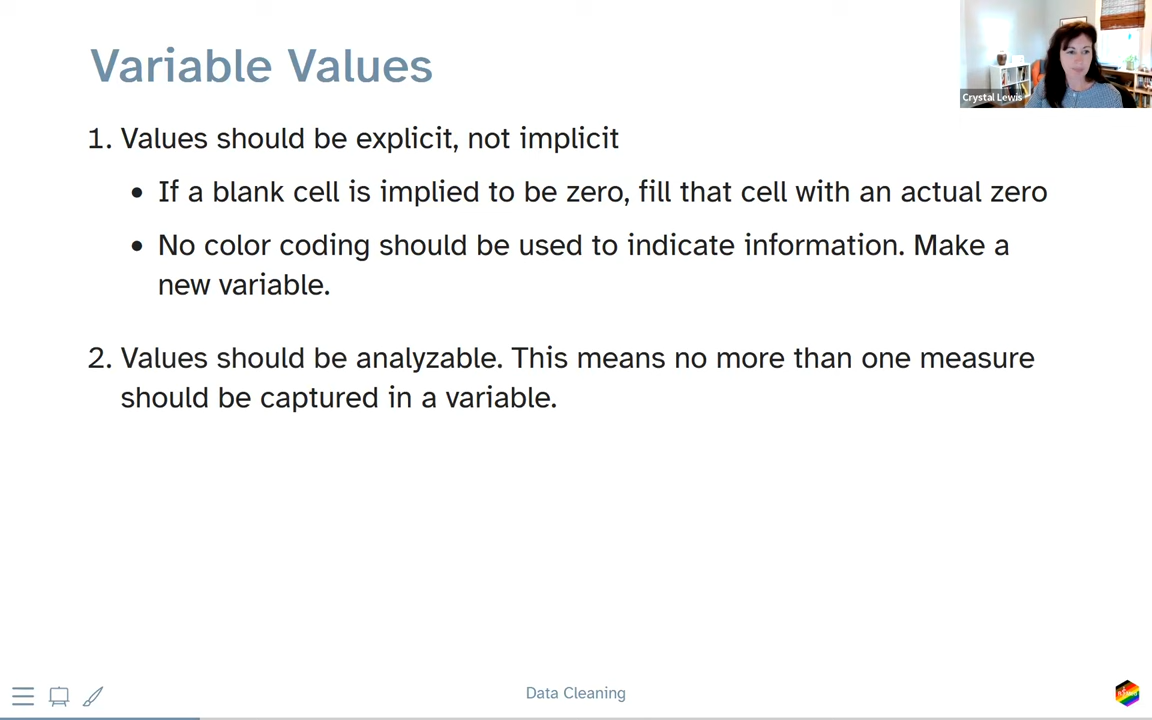 Variable Values
Crystal Lewis
1. Values should be explicit, not implicit
• If a blank cell is implied to be zero, fill that cell with an actual zero
• No color coding should be used to indicate information. Make a
new variable.
2. Values should be analyzable. This means no more than one measure
should be captured in a variable.
Data Cleaning